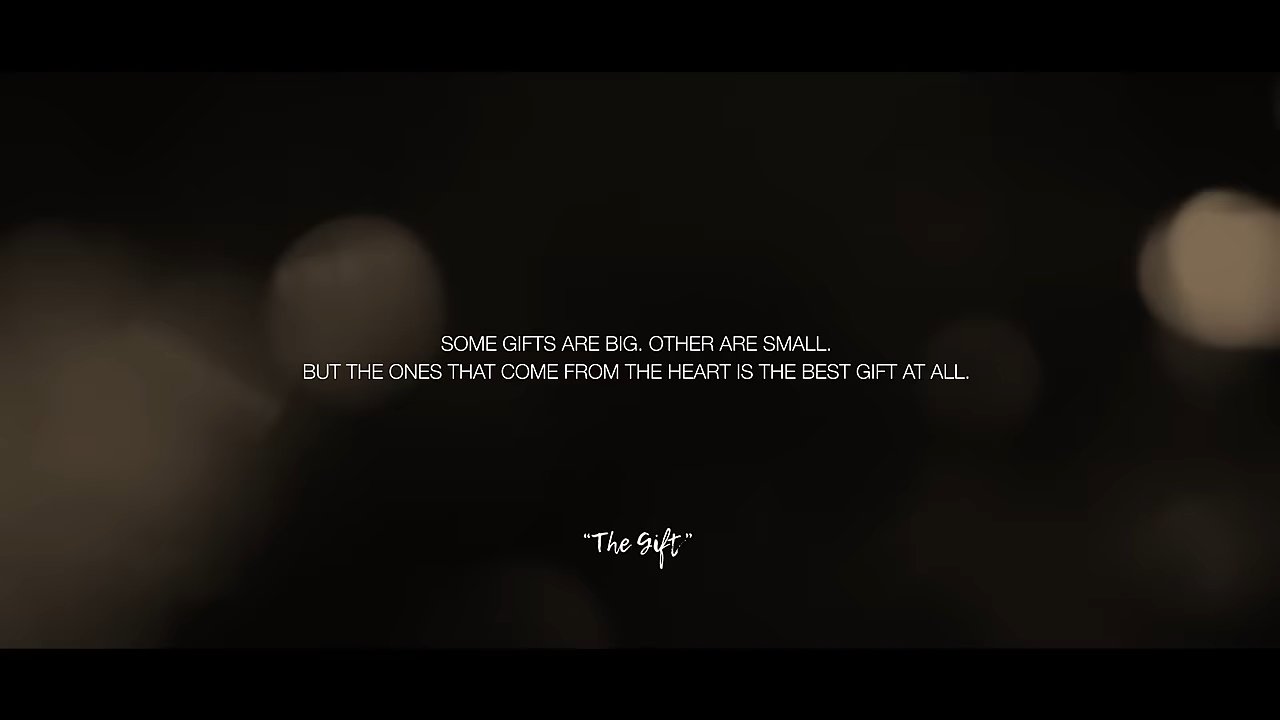 SOME GIFTS ARE BIG. OTHER ARE SMALL.
BUT THE ONES THAT COME FROM THE HEART IS THE BEST GIFT AT ALL.
“The Gift”